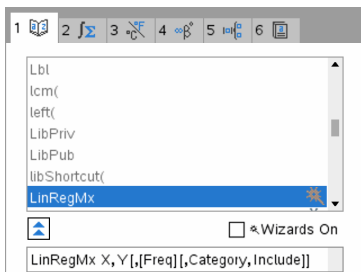 1 2 ∫Σ 3 °F 4 ∞β° 5 6
Lbl
lcm(
left(
LibPriv
LibPub
libShortcut(
LinRegMx
Wizards On
LinRegMx X,Y[,[Freq][,Category,Include]]